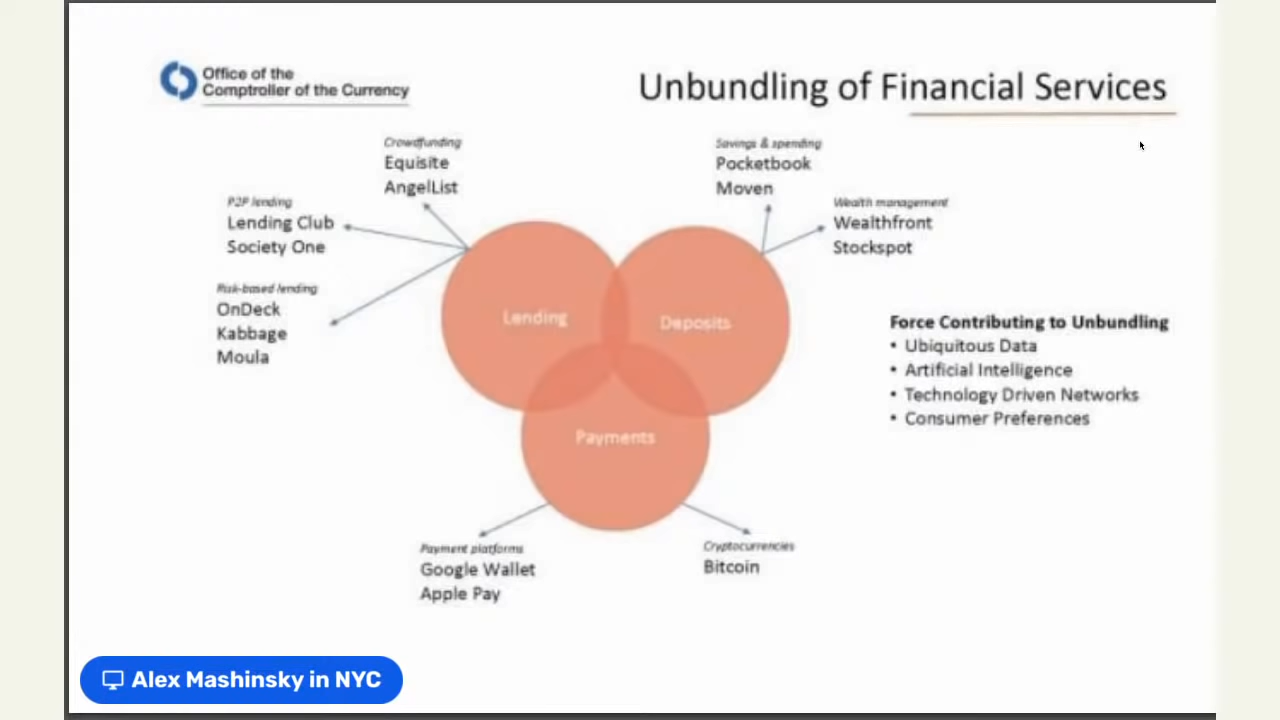 Office of the
Comptroller of the Currency
Unbundling of Financial Services
Crowdfunding
Equisite
AngelList
P2P lending
Lending Club
Society One
Risk-based lending
OnDeck
Kabbage
Moula
Savings & spending
Pocketbook
Moven
Wealth management
Wealthfront
Stockspot
Lending
Deposits
Payments
Force Contributing to Unbundling
• Ubiquitous Data
• Artificial Intelligence
• Technology Driven Networks
• Consumer Preferences
Payment platforms
Google Wallet
Apple Pay
Cryptocurrencies
Bitcoin
Alex Mashinsky in NYC